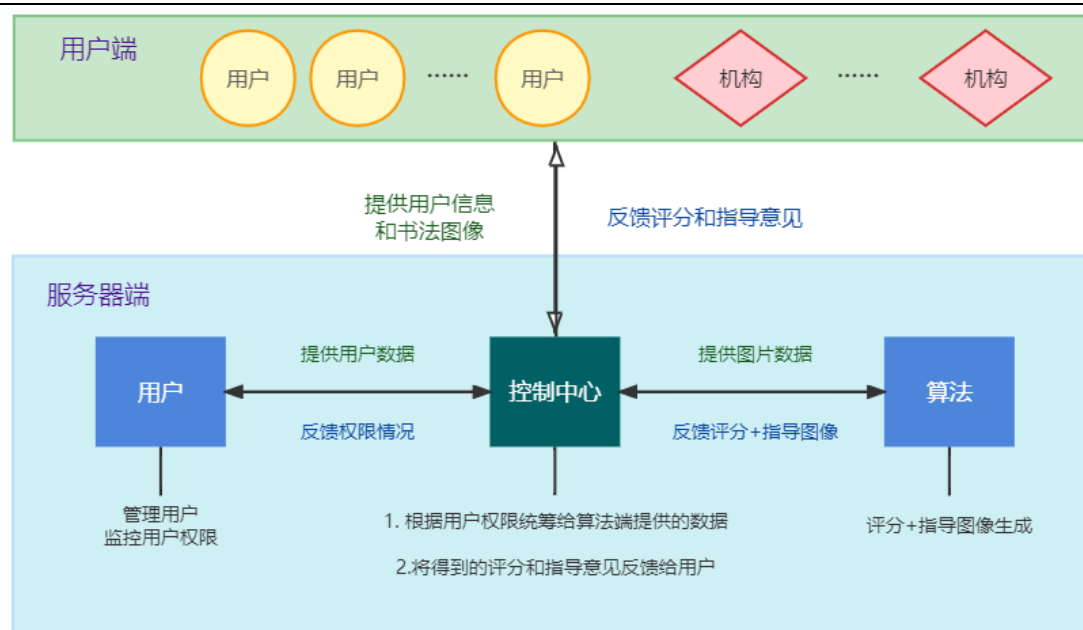 用户端
用户
用户
······
用户
机构
······
机构
提供用户信息
和书法图像
反馈评分和指导意见
服务器端
用户
提供用户数据
反馈权限情况
控制中心
提供图片数据
反馈评分+指导图像
算法
管理用户
监控用户权限
1. 根据用户权限统筹给算法端提供的数据
2.将得到的评分和指导意见反馈给用户
评分+指导图像生成